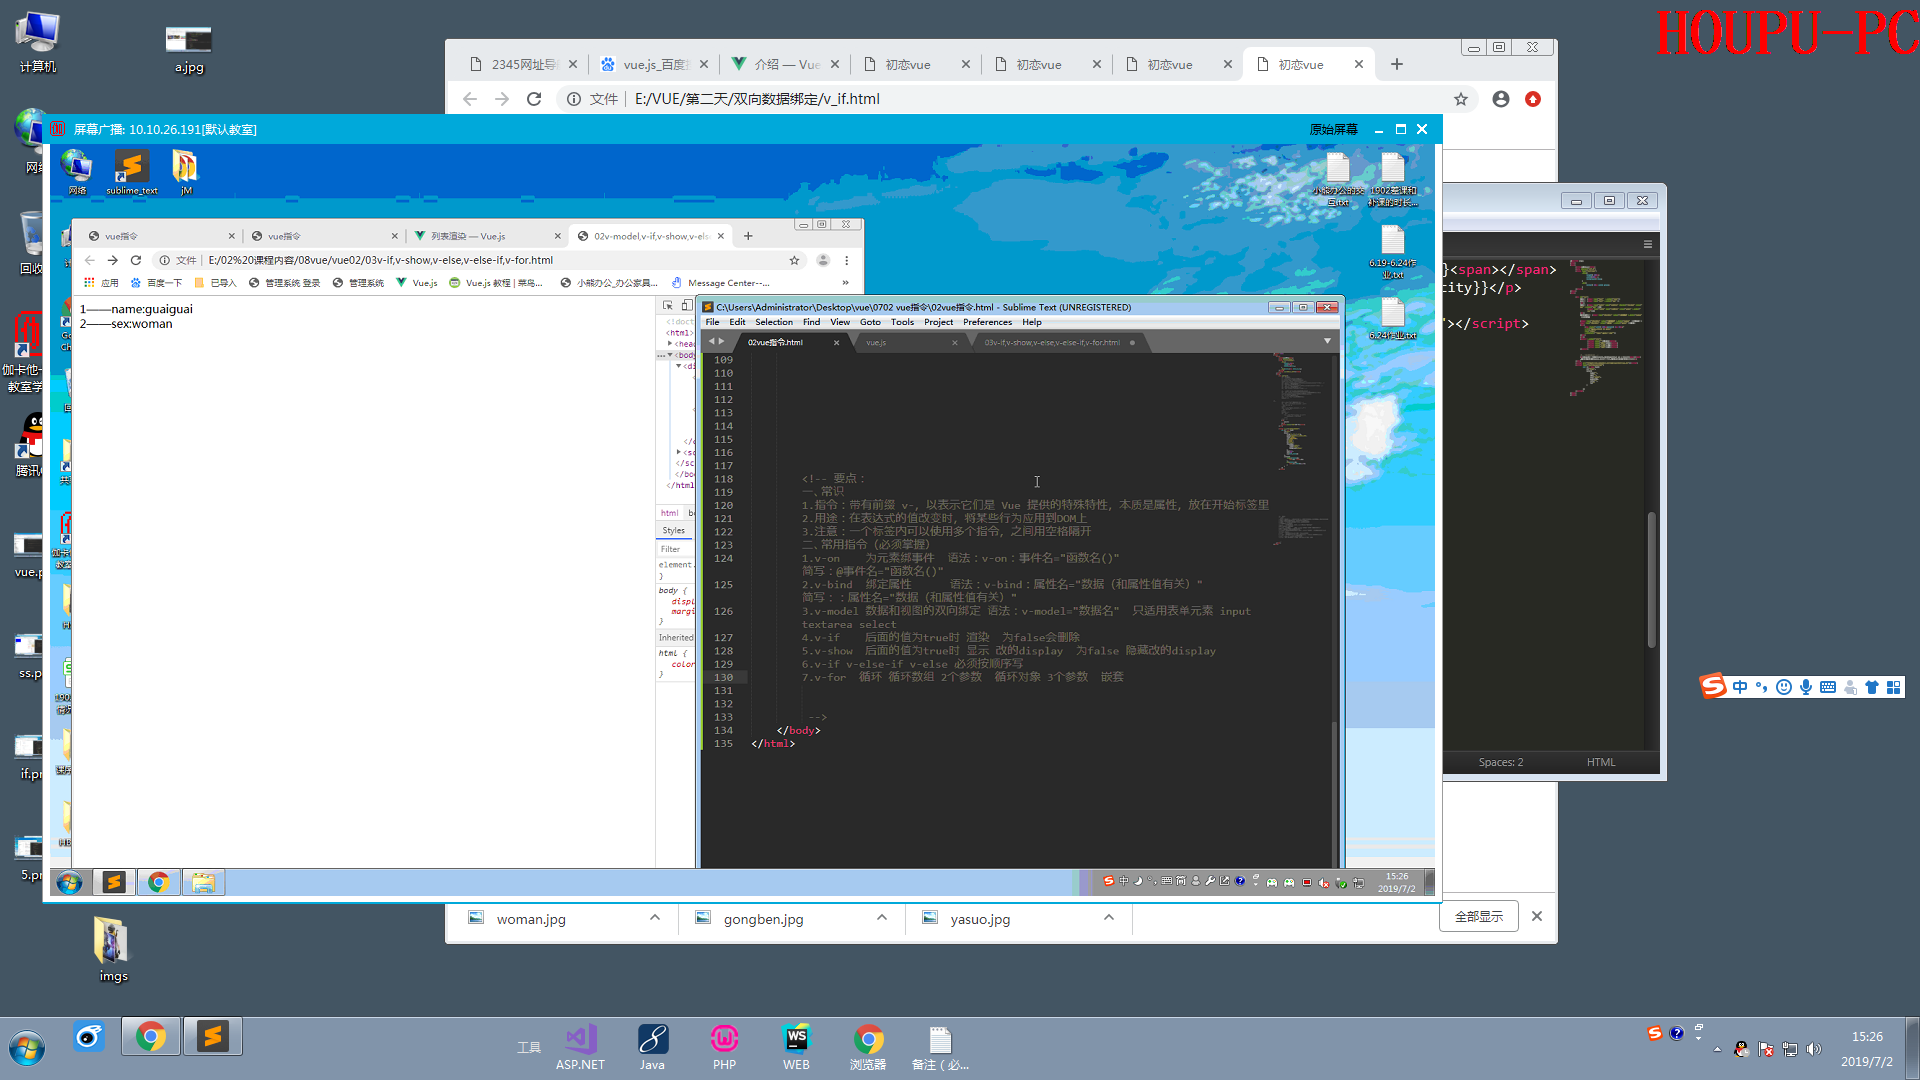 计算机
a.jpg
HOUPU-PC
2345网址导
vue.js_百度
介绍 — Vue
初恋vue
初恋vue
初恋vue
初恋vue
文件
E:/VUE/第二天/双向数据绑定/v_if.html
屏幕广播: 10.10.26.191[默认教室]
原始屏幕
网络
sublime_text
jM
6.19-6.24作业.txt
6.24作业.txt
vue指令
vue指令
列表渲染 — Vue.js
02v-model,v-if,v-show,v-els
文件
E:/02%20课程内容/08vue/vue02/03v-if,v-show,v-else,v-else-if,v-for.html
应用
百度一下
已导入
管理系统 登录
管理系统
Vue.js
Vue.js 教程 | 菜鸟...
小熊办公_办公家具...
Message Center--...
1——name:guaiguai
2——sex:woman
<!doct
<html>
<head
<body
<di
</c
<sc
</sc
</bo
</html
html
Styles
Filter
element.
}
body {
displ
margi
}
Inherited
html {
color
}
C:\Users\Administrator\Desktop\vue\0702 vue指令\02vue指令.html - Sublime Text (UNREGISTERED)
File Edit Selection Find View Goto Tools Project Preferences Help
02vue指令.html
vue.js
03v-if,v-show,v-else,v-else-if,v-for.html
109
110
111
112
113
114
115
116
117
118 <!-- 要点：
119 一、常识
120 1.指令：带有前缀 v-, 以表示它们是 Vue 提供的特殊特性, 本质是属性, 放在开始标签里
121 2.用途：在表达式的值改变时, 将某些行为应用到DOM上
122 3.注意：一个标签内可以使用多个指令, 之间用空格隔开
123 二、常用指令（必须掌握）
124 1.v-on 为元素绑事件 语法：v-on：事件名="函数名()"
简写：@事件名="函数名()"
125 2.v-bind 绑定属性 语法：v-bind：属性名="数据（和属性值有关）"
简写：：属性名="数据（和属性值有关）"
126 3.v-model 数据和视图的双向绑定 语法：v-model="数据名" 只适用表单元素 input
textarea select
127 4.v-if 后面的值为true时 渲染 为false会删除
128 5.v-show 后面的值为true时 显示 改的display 为false 隐藏改的display
129 6.v-if v-else-if v-else 必须按顺序写
130 7.v-for 循环 循环数组 2个参数 循环对象 3个参数 嵌套
131
132
133 -->
134 </body>
135 </html>
}<span></span>
city}}</p>
"></script>
Spaces: 2
HTML
回收
腾讯
vue.p
ss.p
if.pr
5.pn
15:26
2019/7/2
woman.jpg
gongben.jpg
yasuo.jpg
全部显示
imgs
中
工具
ASP.NET
Java
PHP
WEB
浏览器
备注（必...
15:26
2019/7/2